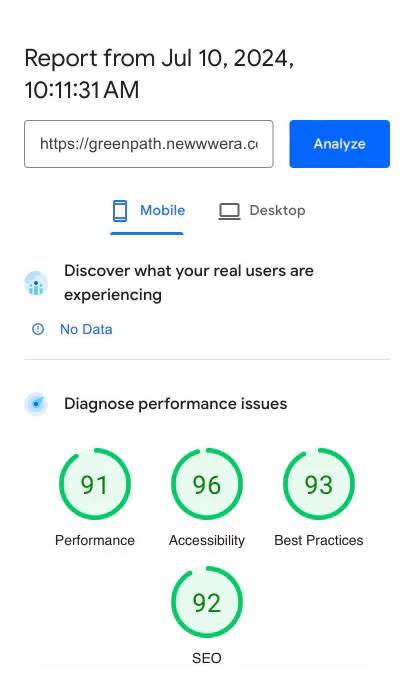 Report from Jul 10, 2024,
10:11:31 AM
https://greenpath.newwwera.c
Analyze
Mobile
Desktop
Discover what your real users are
experiencing
No Data
Diagnose performance issues
91
96
93
Performance
Accessibility
Best Practices
92
SEO